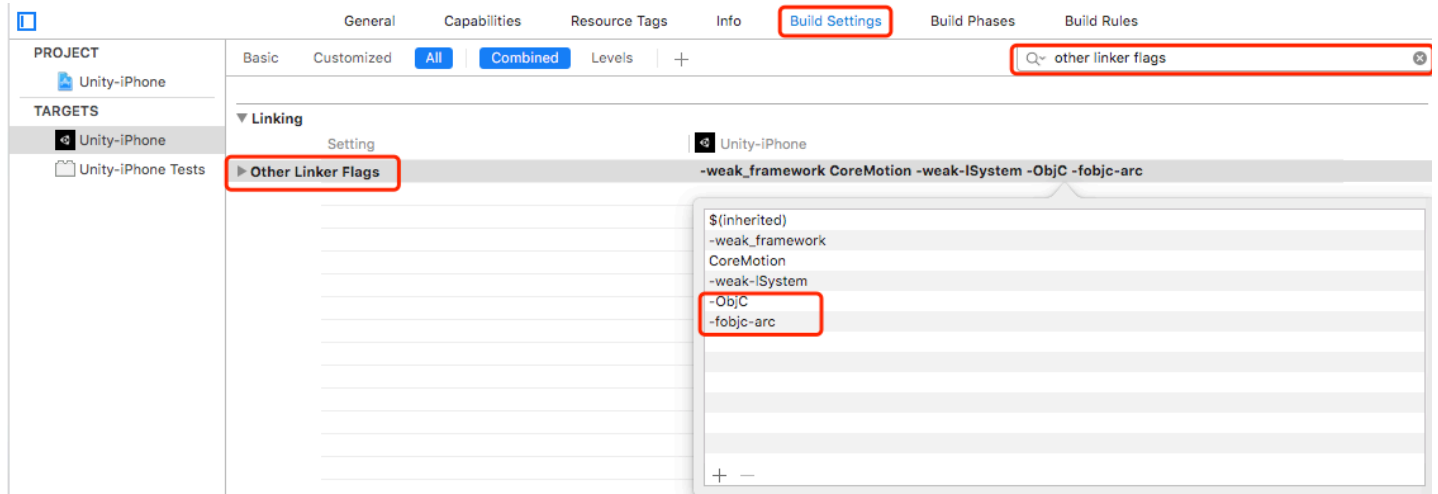 General Capabilities Resource Tags Info Build Settings Build Phases Build Rules
PROJECT
Basic Customized All Combined Levels + other linker flags
Unity-iPhone
TARGETS
Linking
Unity-iPhone
Setting Unity-iPhone
Unity-iPhone Tests
Other Linker Flags -weak_framework CoreMotion -weak-lSystem -ObjC -fobjc-arc
$(inherited)
-weak_framework
CoreMotion
-weak-lSystem
-ObjC
-fobjc-arc
+ −